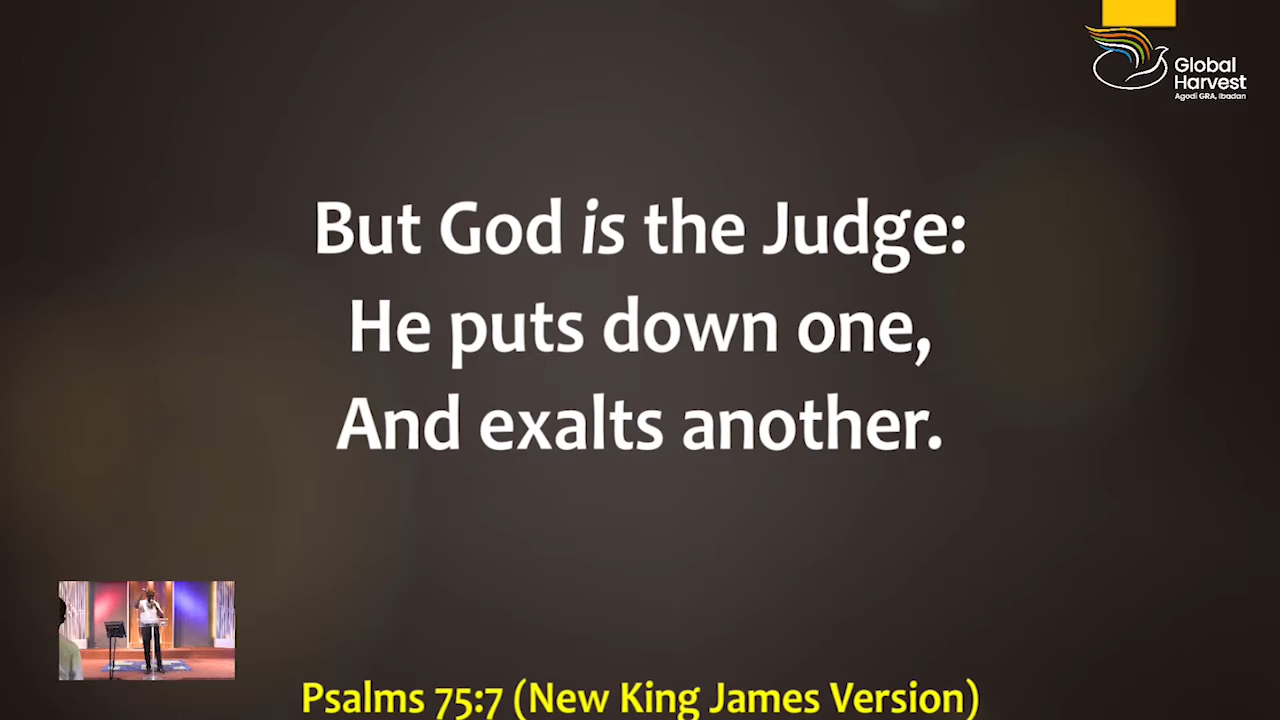 Global
Harvest
Agodi GRA, Ibadan
But God is the Judge:
He puts down one,
And exalts another.
Psalms 75:7 (New King James Version)